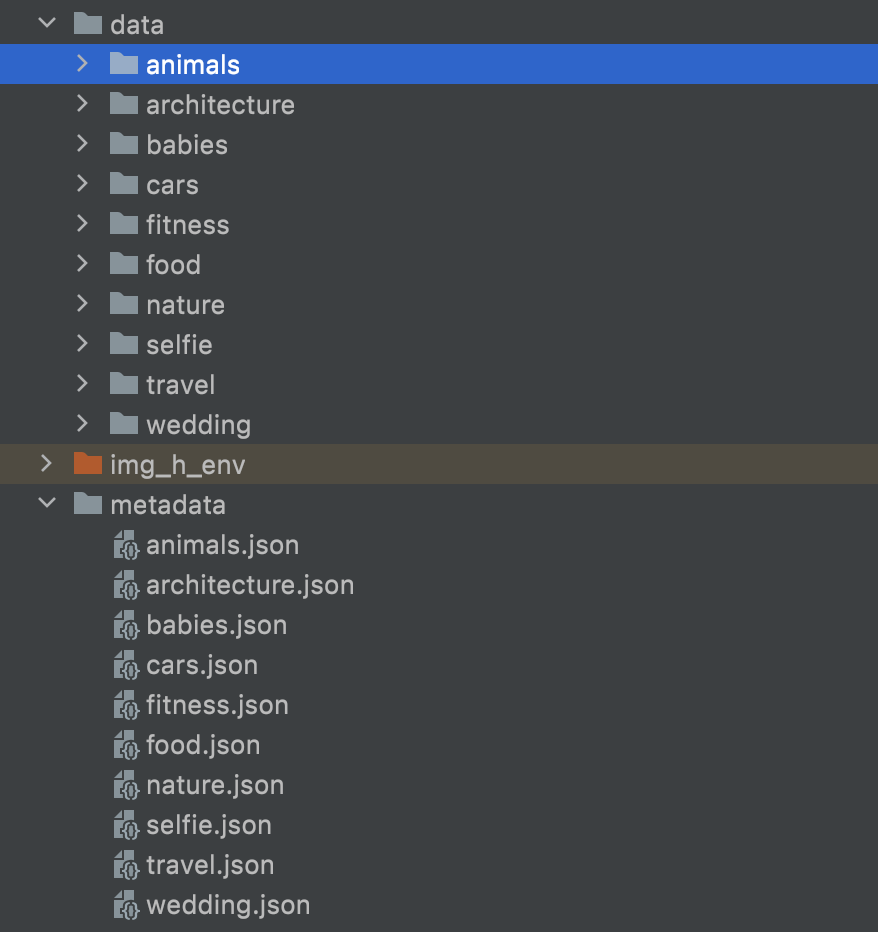 data
animals
architecture
babies
cars
fitness
food
nature
selfie
travel
wedding
img_h_env
metadata
animals.json
architecture.json
babies.json
cars.json
fitness.json
food.json
nature.json
selfie.json
travel.json
wedding.json